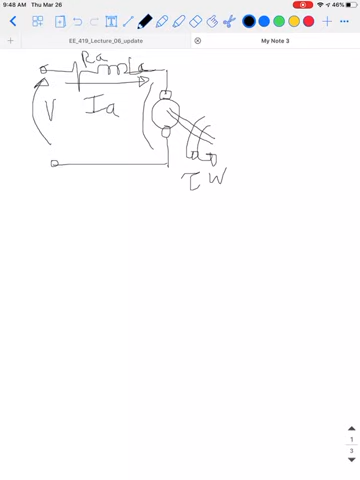 9:48 AM Thu Mar 26
46%
EE_419_Lecture_06_update
My Note 3
Ra
La
V
Ia
τ W
1
3